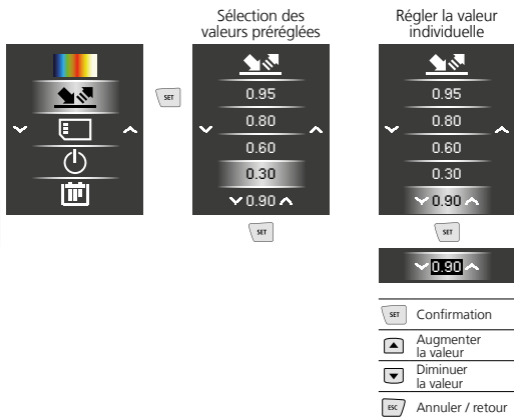 Sélection des
valeurs préréglées
Régler la valeur
individuelle
SET
0.95
0.80
0.60
0.30
0.90
SET
0.95
0.80
0.60
0.30
0.90
SET
0.90
SET Confirmation
Augmenter
la valeur
Diminuer
la valeur
ESC Annuler / retour